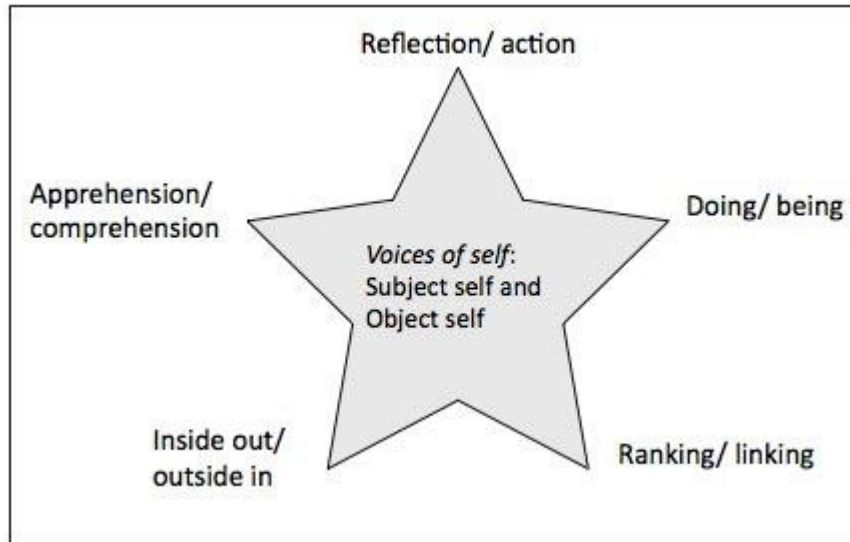 Reflection/ action
Apprehension/
comprehension
Doing/ being
Voices of self:
Subject self and
Object self
Inside out/
outside in
Ranking/ linking